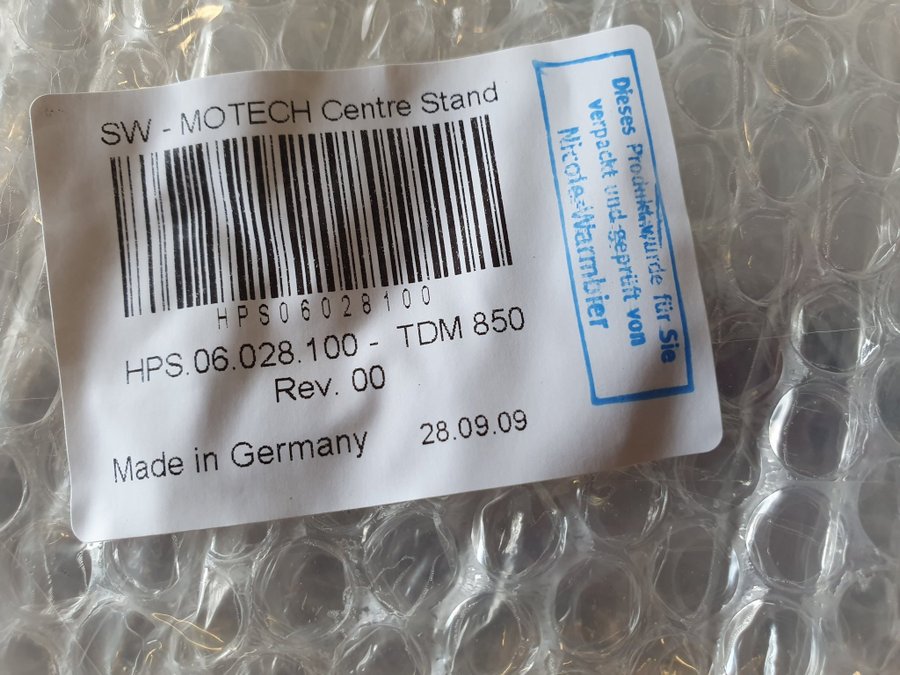 SW - MOTECH Centre Stand
HPS06028100
HPS.06.028.100 - TDM 850
Rev. 00
Made in Germany 28.09.09
Dieses Produkt wurde für Sie
verpackt und geprüft von
Nicole Warmbier